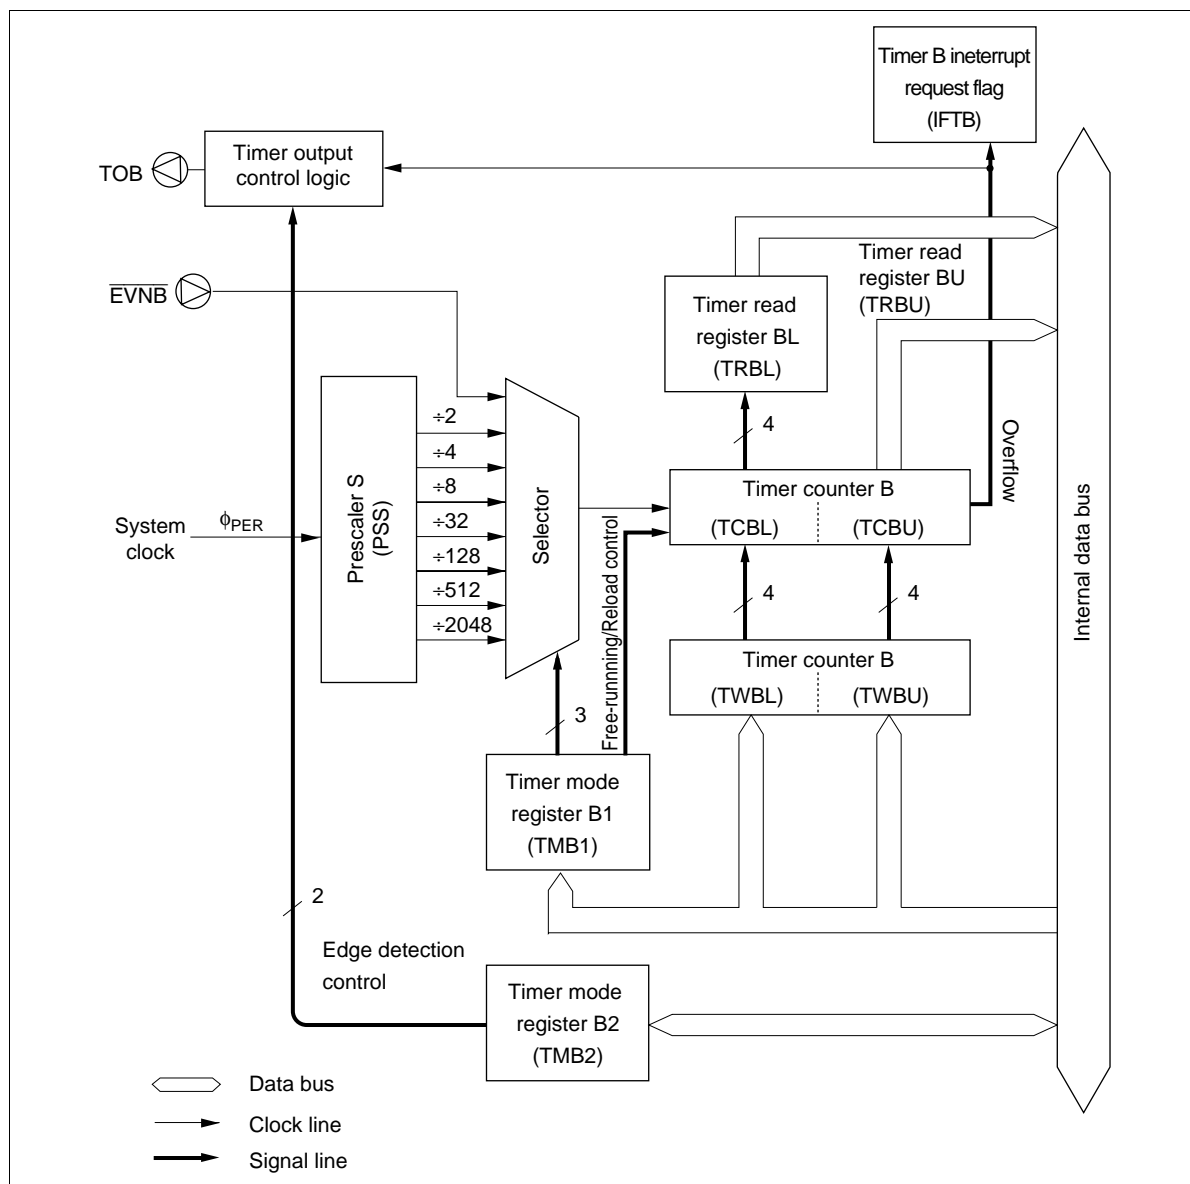 Timer B ineterrupt
request flag
(IFTB)
Timer output
control logic
TOB
EVNB
Timer read
register BU
(TRBU)
Timer read
register BL
(TRBL)
4
Overflow
Internal data bus
System
clock
ϕPER
Prescaler S
(PSS)
÷2
÷4
÷8
÷32
÷128
÷512
÷2048
Selector
Timer counter B
(TCBL)
(TCBU)
Free-runnning/Reload control
4
4
Timer counter B
(TWBL)
(TWBU)
3
Timer mode
register B1
(TMB1)
2
Edge detection
control
Timer mode
register B2
(TMB2)
Data bus
Clock line
Signal line